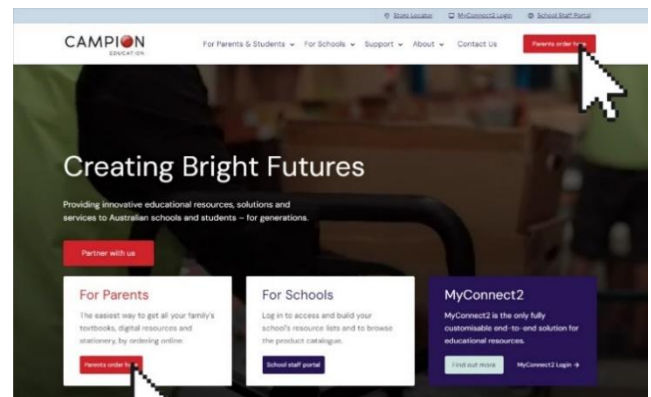 Store Locator MyConnect2 Login School Staff Portal
CAMPION
EDUCATION
For Parents & Students For Schools Support About Contact Us Parents order
Creating Bright Futures
Providing innovative educational resources, solutions and
services to Australian schools and students – for generations.
Partner with us
For Parents
The easiest way to get all your family's
textbooks, digital resources and
stationery, by ordering online.
Parents order
For Schools
Log in to access and build your
school's resource lists and to browse
the product catalogue.
School staff portal
MyConnect2
MyConnect2 is the only fully
customisable end-to-end solution for
educational resources.
Find out more MyConnect2 Login →